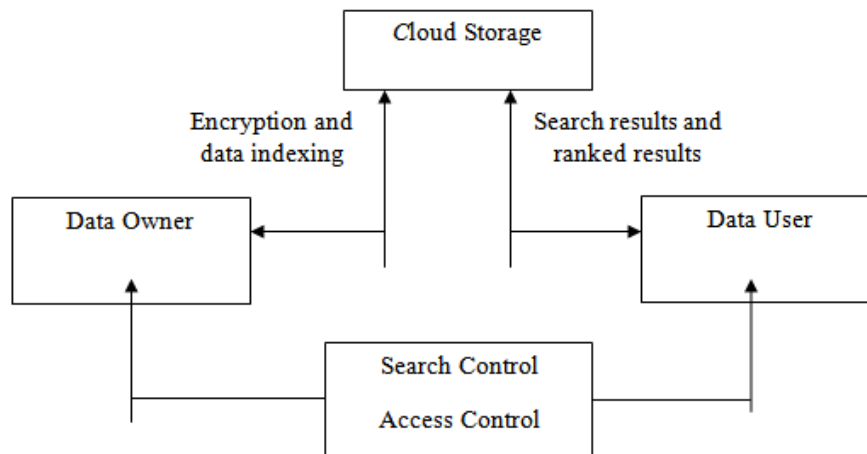 Cloud Storage
Encryption and
data indexing
Search results and
ranked results
Data Owner
Data User
Search Control
Access Control